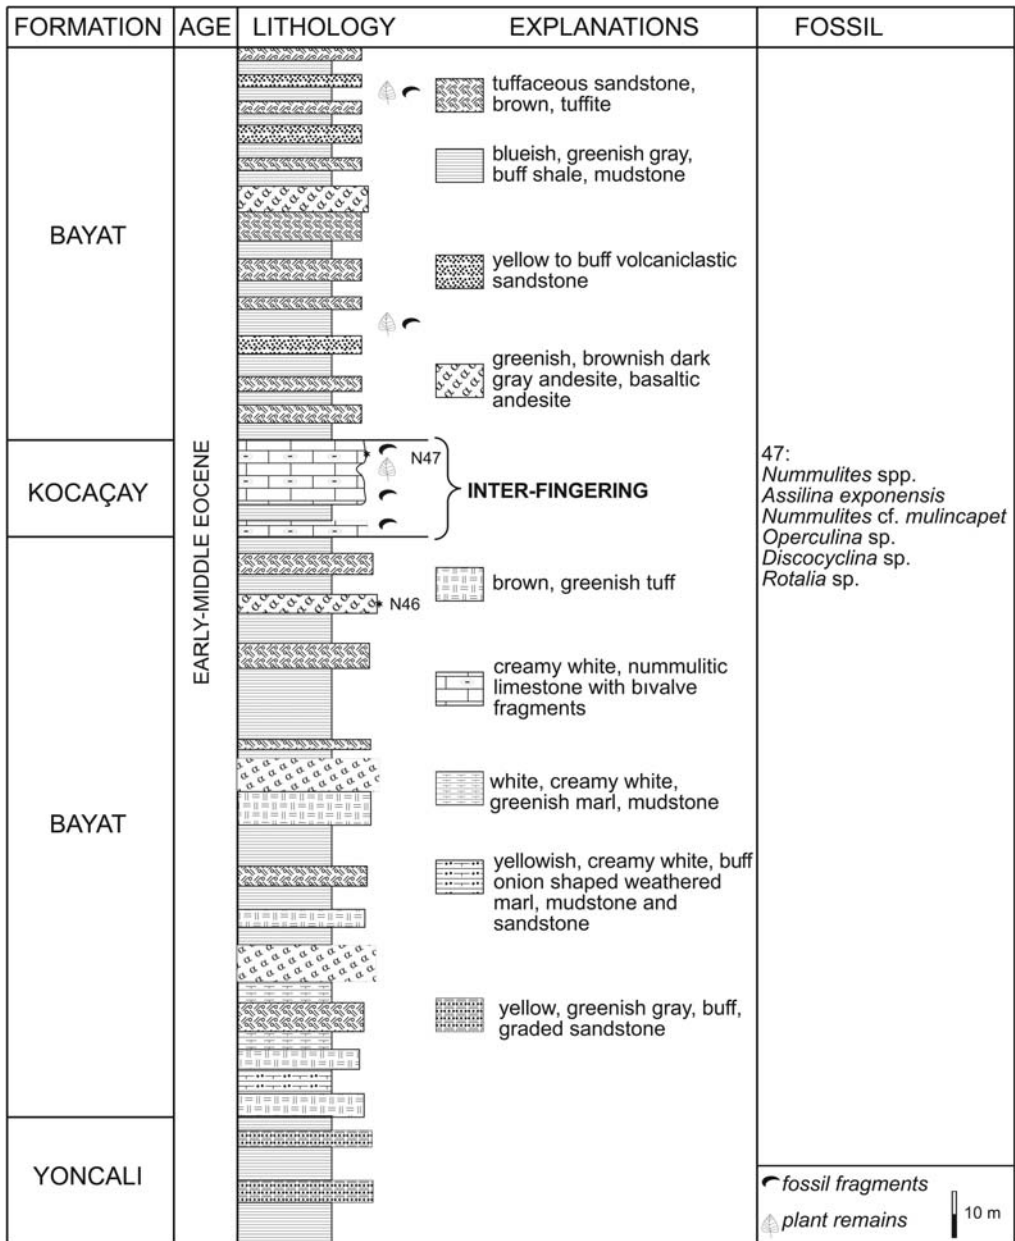 FORMATION AGE LITHOLOGY EXPLANATIONS FOSSIL
BAYAT
KOCAÇAY
BAYAT
YONCALI
EARLY-MIDDLE EOCENE
N47
N46
tuffaceous sandstone,
brown, tuffite
blueish, greenish gray,
buff shale, mudstone
yellow to buff volcaniclastic
sandstone
greenish, brownish dark
gray andesite, basaltic
andesite
INTER-FINGERING
brown, greenish tuff
creamy white, nummulitic
limestone with bıvalve
fragments
white, creamy white,
greenish marl, mudstone
yellowish, creamy white, buff
onion shaped weathered
marl, mudstone and
sandstone
yellow, greenish gray, buff,
graded sandstone
47:
Nummulites spp.
Assilina exponensis
Nummulites cf. mulincapet
Operculina sp.
Discocyclina sp.
Rotalia sp.
fossil fragments
plant remains
10 m